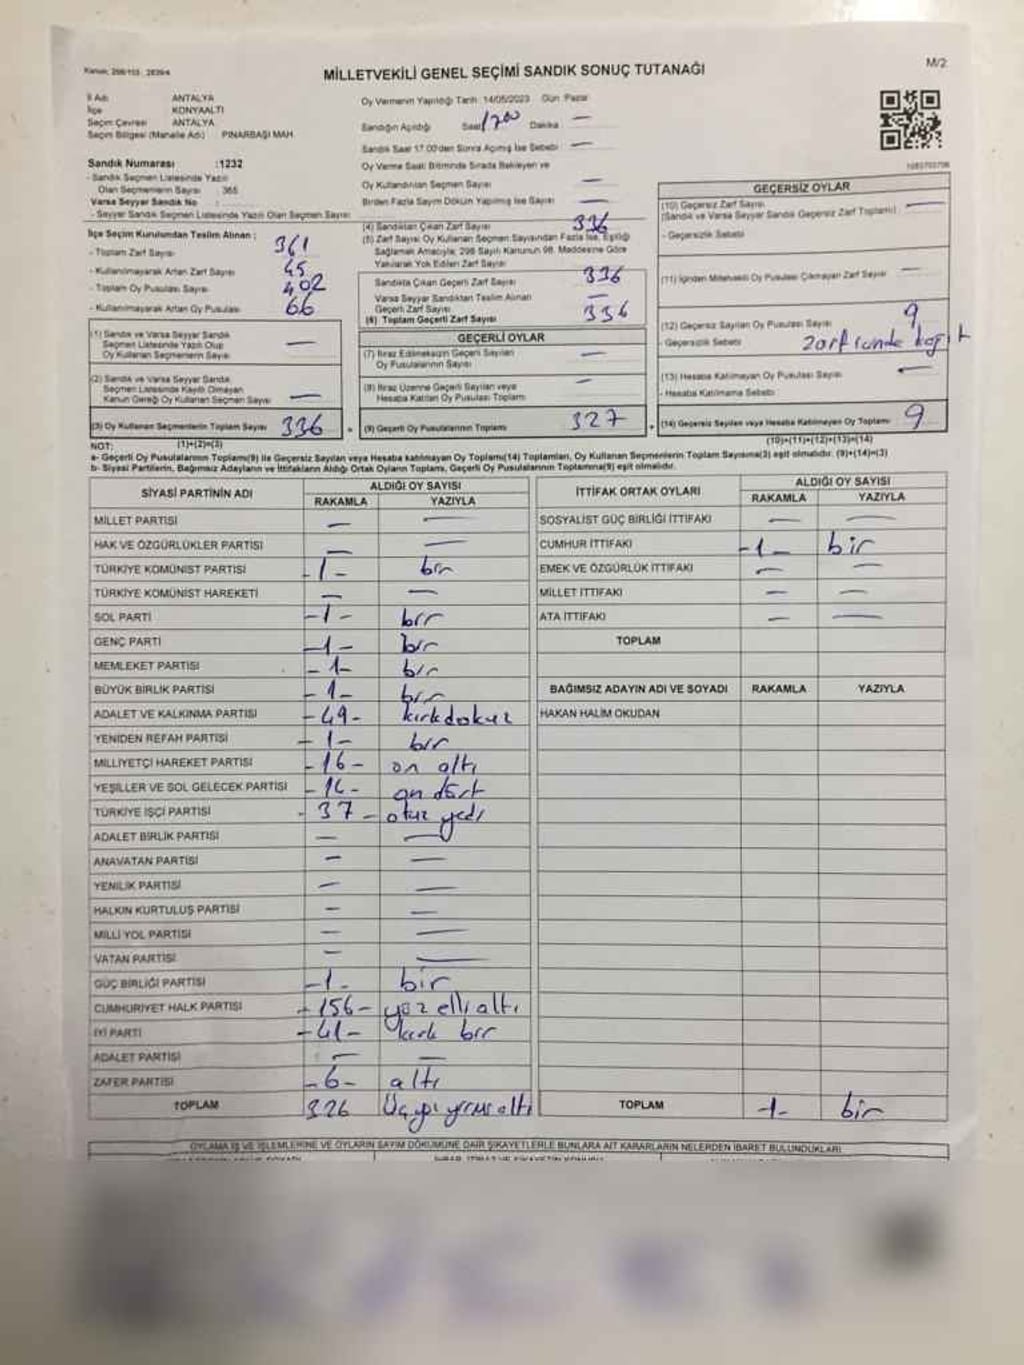 Kanun: 298/103 2839/4
MİLLETVEKİLİ GENEL SEÇİMİ SANDIK SONUÇ TUTANAĞI
M/2
İl Adı ANTALYA
İlçe KONYAALTI
Seçim Çevresi ANTALYA
Seçim Bölgesi (Mahalle Adı) PINARBAŞI MAH.
Sandık Numarası :1232
- Sandık Seçmen Listesinde Yazılı
Olan Seçmenlerin Sayısı : 365
Varsa Seyyar Sandık No :
- Seyyar Sandık Seçmen Listesinde Yazılı Olan Seçmen Sayısı
İlçe Seçim Kurulundan Teslim Alınan :
- Toplam Zarf Sayısı 361
- Kullanılmayarak Artan Zarf Sayısı 45
- Toplam Oy Pusulası Sayısı 402
- Kullanılmayarak Artan Oy Pusulası 66
(1) Sandık ve Varsa Seyyar Sandık
Seçmen Listesinde Yazılı Olup
Oy Kullanan Seçmenlerin Sayısı —
(2) Sandık ve Varsa Seyyar Sandık
Seçmen Listesinde Kayıtlı Olmayan
Kanun Gereği Oy Kullanan Seçmen Sayısı —
(3) Oy Kullanan Seçmenlerin Toplam Sayısı 336
Oy Vermenin Yapıldığı Tarih: 14/05/2023 Gün: Pazar
Sandığın Açıldığı Saat 1700 Dakika —
Sandık Saat 17.00'den Sonra Açılmış İse Sebebi —
Oy Verme Saati Bitiminde Sırada Bekleyen ve
Oy Kullandırılan Seçmen Sayısı —
Birden Fazla Sayım Döküm Yapılmış İse Sayısı —
(4) Sandıktan Çıkan Zarf Sayısı 336
(5) Zarf Sayısı Oy Kullanan Seçmen Sayısından Fazla İse, Eşitliği
Sağlamak Amacıyla; 298 Sayılı Kanunun 98. Maddesine Göre
Yakılarak Yok Edilen Zarf Sayısı
Sandıkta Çıkan Geçerli Zarf Sayısı 336
Varsa Seyyar Sandıktan Teslim Alınan
Geçerli Zarf Sayısı —
(6) Toplam Geçerli Zarf Sayısı 336
GEÇERLİ OYLAR
(7) İtiraz Edilmeksizin Geçerli Sayılan
Oy Pusulalarının Sayısı —
(8) İtiraz Üzerine Geçerli Sayılan veya
Hesaba Katılan Oy Pusulası Toplamı —
(9) Geçerli Oy Pusulalarının Toplamı 327
GEÇERSİZ OYLAR
(10) Geçersiz Zarf Sayısı
(Sandık ve Varsa Seyyar Sandık Geçersiz Zarf Toplamı) —
- Geçersizlik Sebebi
(11) İçinden Milletvekili Oy Pusulası Çıkmayan Zarf Sayısı —
(12) Geçersiz Sayılan Oy Pusulası Sayısı 9
- Geçersizlik Sebebi zarf içinde kağıt
(13) Hesaba Katılmayan Oy Pusulası Sayısı —
- Hesaba Katılmama Sebebi
(14) Geçersiz Sayılan veya Hesaba Katılmayan Oy Toplamı 9
NOT: (1)+(2)=(3) (10)+(11)+(12)+(13)=(14)
a- Geçerli Oy Pusulalarının Toplamı(9) ile Geçersiz Sayılan veya Hesaba katılmayan Oy Toplamı(14) Toplamları, Oy Kullanan Seçmenlerin Toplam Sayısına(3) eşit olmalıdır. (9)+(14)=(3)
b- Siyasi Partilerin, Bağımsız Adayların ve İttifakların Aldığı Ortak Oyların Toplamı, Geçerli Oy Pusulalarının Toplamına(9) eşit olmalıdır.
SİYASİ PARTİNİN ADI ALDIĞI OY SAYISI
RAKAMLA YAZIYLA
MİLLET PARTİSİ — —
HAK VE ÖZGÜRLÜKLER PARTİSİ — —
TÜRKİYE KOMÜNİST PARTİSİ -1- bir
TÜRKİYE KOMÜNİST HAREKETİ — —
SOL PARTİ -1- bir
GENÇ PARTİ -1- bir
MEMLEKET PARTİSİ -1- bir
BÜYÜK BİRLİK PARTİSİ -1- bir
ADALET VE KALKINMA PARTİSİ -49- kırkdokuz
YENİDEN REFAH PARTİSİ -1- bir
MİLLİYETÇİ HAREKET PARTİSİ -16- on altı
YEŞİLLER VE SOL GELECEK PARTİSİ -14- on dört
TÜRKİYE İŞÇİ PARTİSİ - 37 - otuz yedi
ADALET BİRLİK PARTİSİ — —
ANAVATAN PARTİSİ — —
YENİLİK PARTİSİ — —
HALKIN KURTULUŞ PARTİSİ — —
MİLLİ YOL PARTİSİ — —
VATAN PARTİSİ — —
GÜÇ BİRLİĞİ PARTİSİ -1- bir
CUMHURİYET HALK PARTİSİ -156- yüz elli altı
İYİ PARTİ -41- kırk bir
ADALET PARTİSİ — —
ZAFER PARTİSİ -6- altı
TOPLAM 326
İTTİFAK ORTAK OYLARI ALDIĞI OY SAYISI
RAKAMLA YAZIYLA
SOSYALİST GÜÇ BİRLİĞİ İTTİFAKI — —
CUMHUR İTTİFAKI -1- bir
EMEK VE ÖZGÜRLÜK İTTİFAKI — —
MİLLET İTTİFAKI — —
ATA İTTİFAKI — —
TOPLAM
BAĞIMSIZ ADAYIN ADI VE SOYADI RAKAMLA YAZIYLA
HAKAN HALİM OKUDAN
TOPLAM -1- bir
OYLAMA İŞ VE İŞLEMLERİNE VE OYLARIN SAYIM DÖKÜMÜNE DAİR ŞİKAYETLERLE BUNLARA AİT KARARLARIN NELERDEN İBARET BULUNDUKLARI